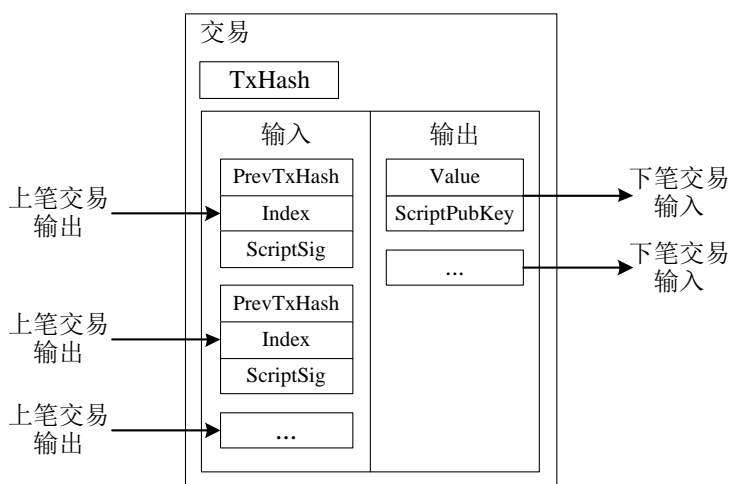 交易
TxHash
输入
输出
PrevTxHash
Index
ScriptSig
Value
ScriptPubKey
...
PrevTxHash
Index
ScriptSig
...
上笔交易
输出
上笔交易
输出
上笔交易
输出
下笔交易
输入
下笔交易
输入